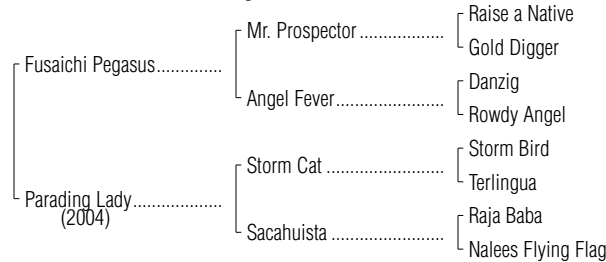 Raise a Native
Mr. Prospector ..................
Gold Digger
Fusaichi Pegasus..............
Danzig
Angel Fever.......................
Rowdy Angel
Storm Bird
Storm Cat .........................
Terlingua
Parading Lady...................
(2004)
Raja Baba
Sacahuista ........................
Nalees Flying Flag